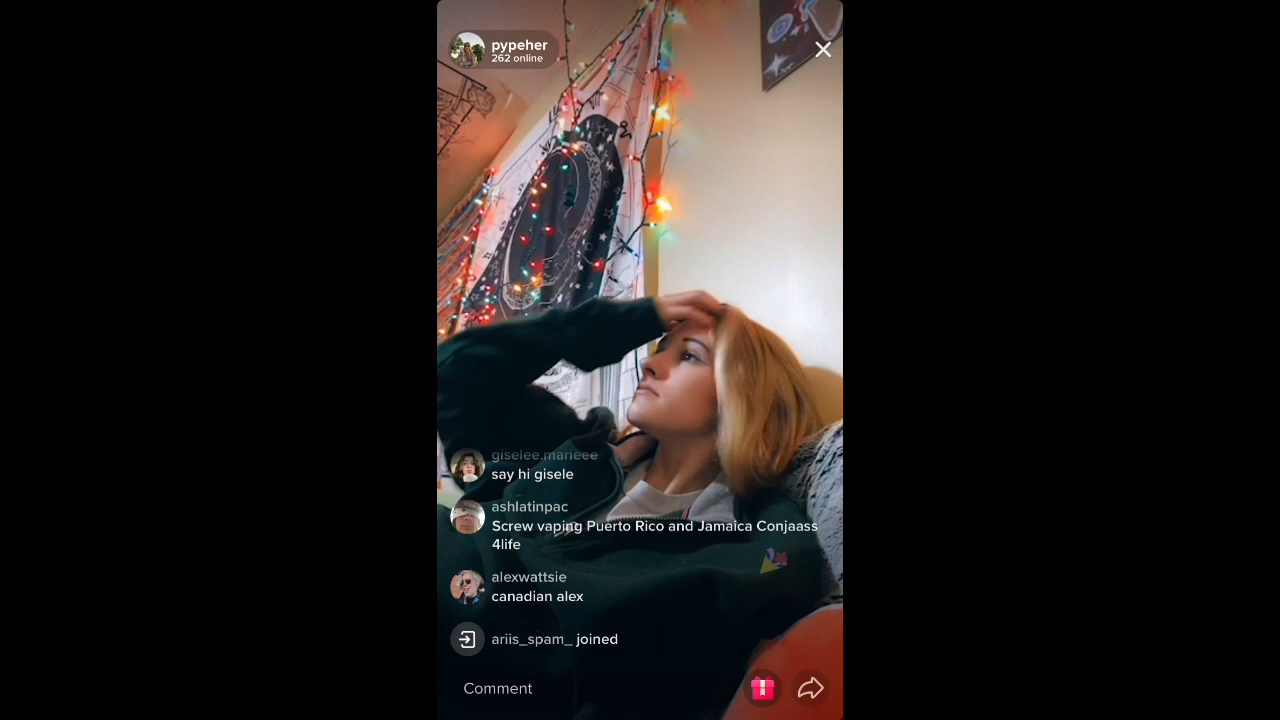 pypeher
262 online
giselee.marieee
say hi gisele
ashlatinpac
Screw vaping Puerto Rico and Jamaica Conjaass
4life
alexwattsie
canadian alex
ariis_spam_ joined
Comment